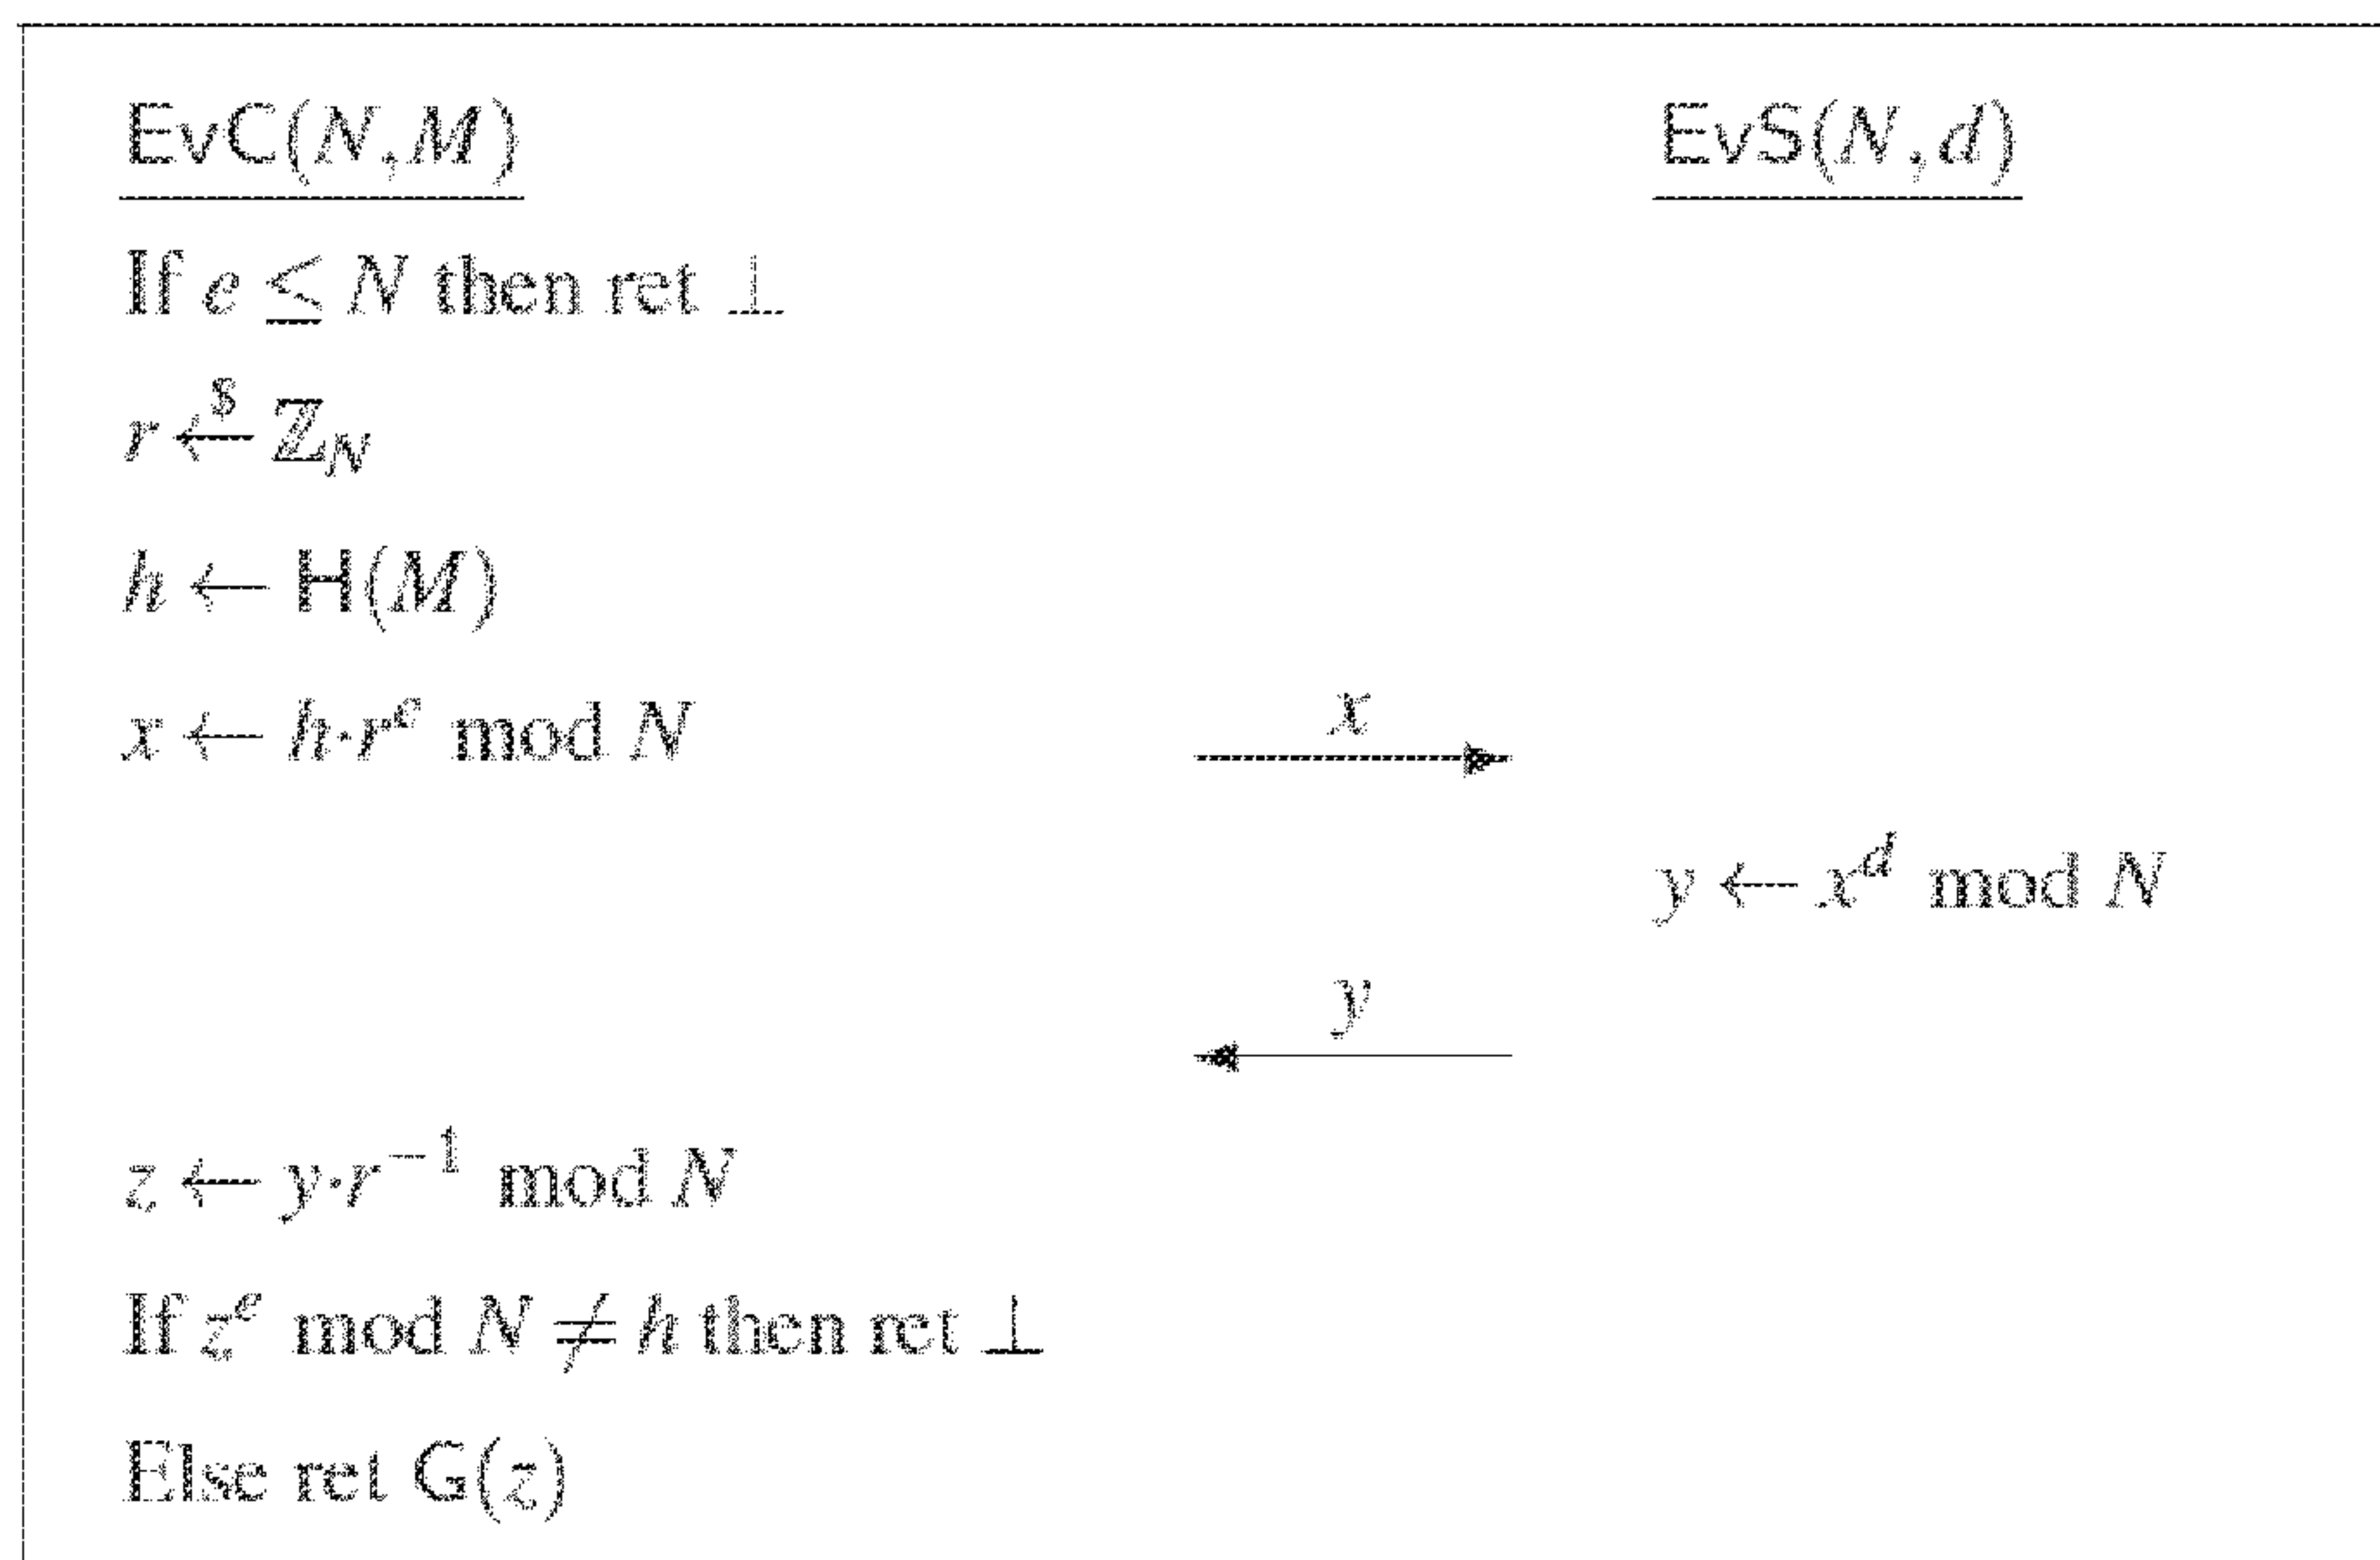 EvC(N,M) EvS(N,d)
If e ≤ N then ret ⊥
r ←$ ℤ_N
h ← H(M)
x ← h·r^e mod N
x
y ← x^d mod N
y
z ← y·r^−1 mod N
If z^e mod N ≠ h then ret ⊥
Else ret G(z)